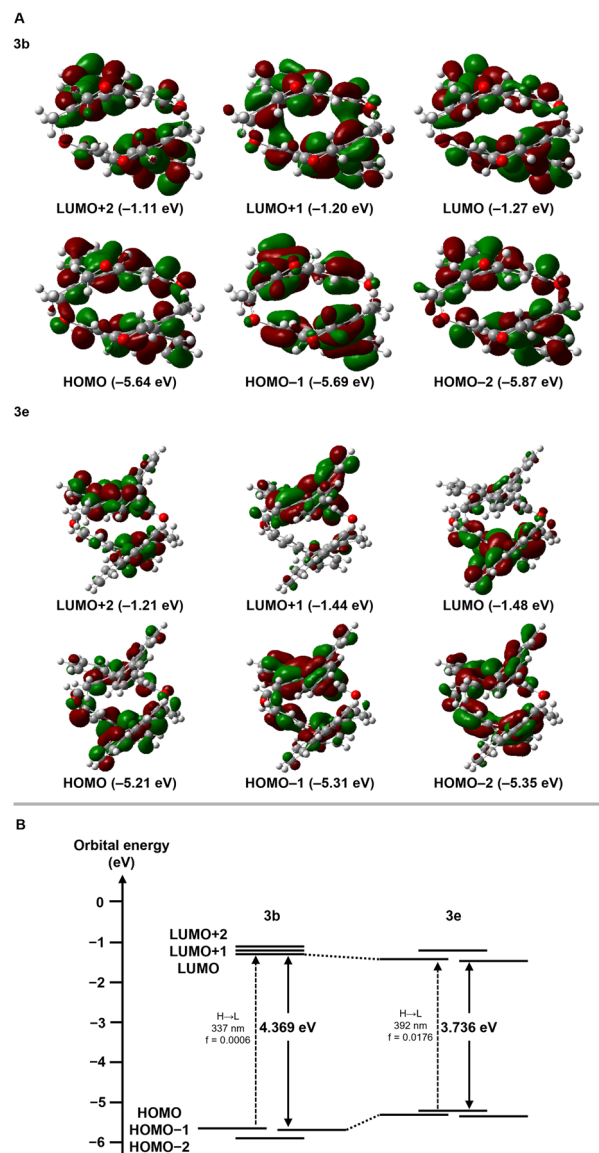 A
3b
LUMO+2 (−1.11 eV) LUMO+1 (−1.20 eV) LUMO (−1.27 eV)
HOMO (−5.64 eV) HOMO−1 (−5.69 eV) HOMO−2 (−5.87 eV)
3e
LUMO+2 (−1.21 eV) LUMO+1 (−1.44 eV) LUMO (−1.48 eV)
HOMO (−5.21 eV) HOMO−1 (−5.31 eV) HOMO−2 (−5.35 eV)
B
Orbital energy
(eV)
0
3b 3e
LUMO+2
−1
LUMO+1
LUMO
−2
−3
H→L
337 nm
f = 0.0006
4.369 eV
H→L
392 nm
f = 0.0176
3.736 eV
−4
−5
HOMO
HOMO−1
−6
HOMO−2